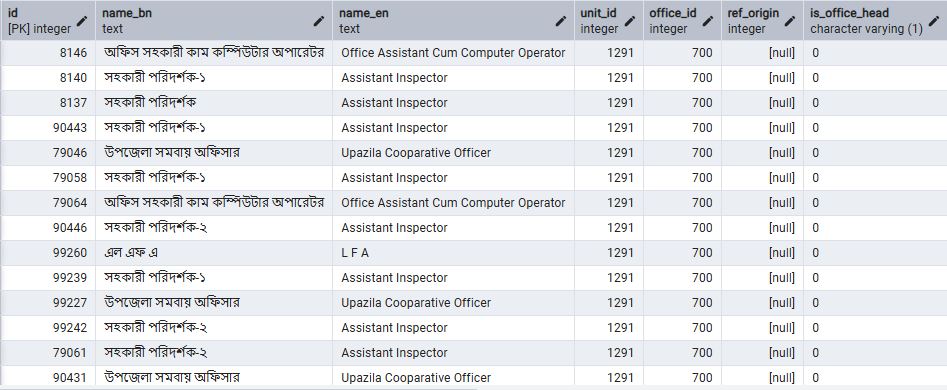 id name_bn name_en unit_id office_id ref_origin is_office_head
[PK] integer text text integer integer integer character varying (1)
8146 অফিস সহকারী কাম কম্পিউটার অপারেটর Office Assistant Cum Computer Operator 1291 700 [null] 0
8140 সহকারী পরিদর্শক-১ Assistant Inspector 1291 700 [null] 0
8137 সহকারী পরিদর্শক Assistant Inspector 1291 700 [null] 0
90443 সহকারী পরিদর্শক-১ Assistant Inspector 1291 700 [null] 0
79046 উপজেলা সমবায় অফিসার Upazila Cooparative Officer 1291 700 [null] 0
79058 সহকারী পরিদর্শক-১ Assistant Inspector 1291 700 [null] 0
79064 অফিস সহকারী কাম কম্পিউটার অপারেটর Office Assistant Cum Computer Operator 1291 700 [null] 0
90446 সহকারী পরিদর্শক-২ Assistant Inspector 1291 700 [null] 0
99260 এল এফ এ L F A 1291 700 [null] 0
99239 সহকারী পরিদর্শক-১ Assistant Inspector 1291 700 [null] 0
99227 উপজেলা সমবায় অফিসার Upazila Cooparative Officer 1291 700 [null] 0
99242 সহকারী পরিদর্শক-২ Assistant Inspector 1291 700 [null] 0
79061 সহকারী পরিদর্শক-২ Assistant Inspector 1291 700 [null] 0
90431 উপজেলা সমবায় অফিসার Upazila Cooparative Officer 1291 700 [null] 0